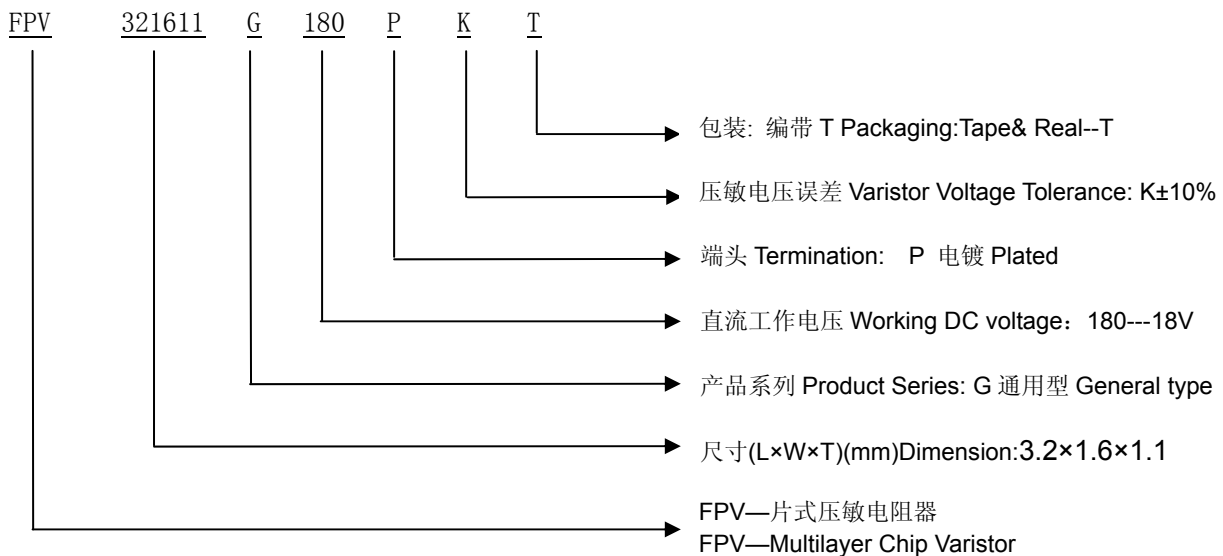 FPV 321611 G 180 P K T
包装: 编带 T Packaging:Tape& Real--T
压敏电压误差 Varistor Voltage Tolerance: K±10%
端头 Termination: P 电镀 Plated
直流工作电压 Working DC voltage：180---18V
产品系列 Product Series: G 通用型 General type
尺寸(L×W×T)(mm)Dimension:3.2×1.6×1.1
FPV—片式压敏电阻器
FPV—Multilayer Chip Varistor